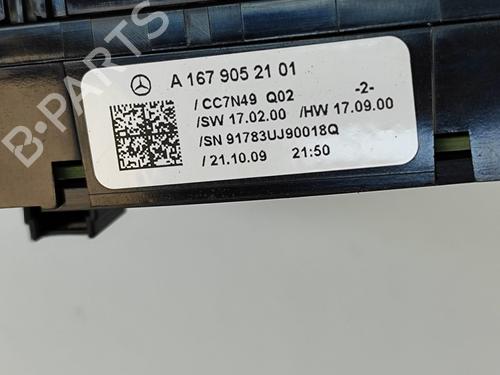 A 167 905 21 01
/CC7N49 Q02 -2-
/SW 17.02.00 /HW 17.09.00
/SN 91783UJ90018Q
/21.10.09 21:50
B-PARTS